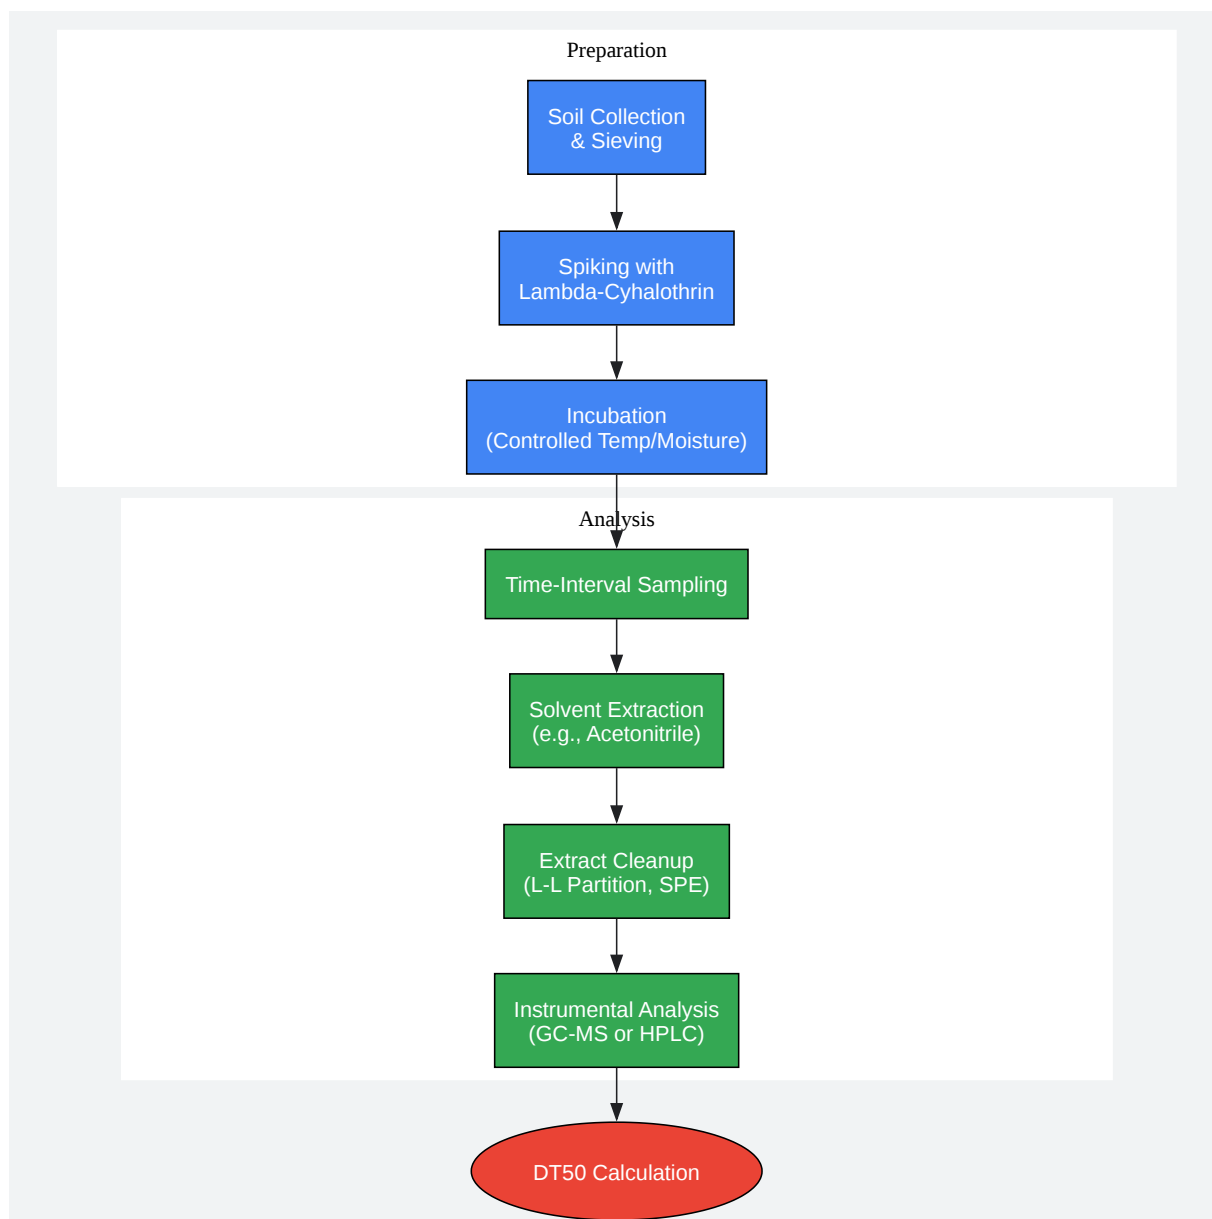 Preparation
Soil Collection
& Sieving
Spiking with
Lambda-Cyhalothrin
Incubation
(Controlled Temp/Moisture)
Analysis
Time-Interval Sampling
Solvent Extraction
(e.g., Acetonitrile)
Extract Cleanup
(L-L Partition, SPE)
Instrumental Analysis
(GC-MS or HPLC)
DT50 Calculation